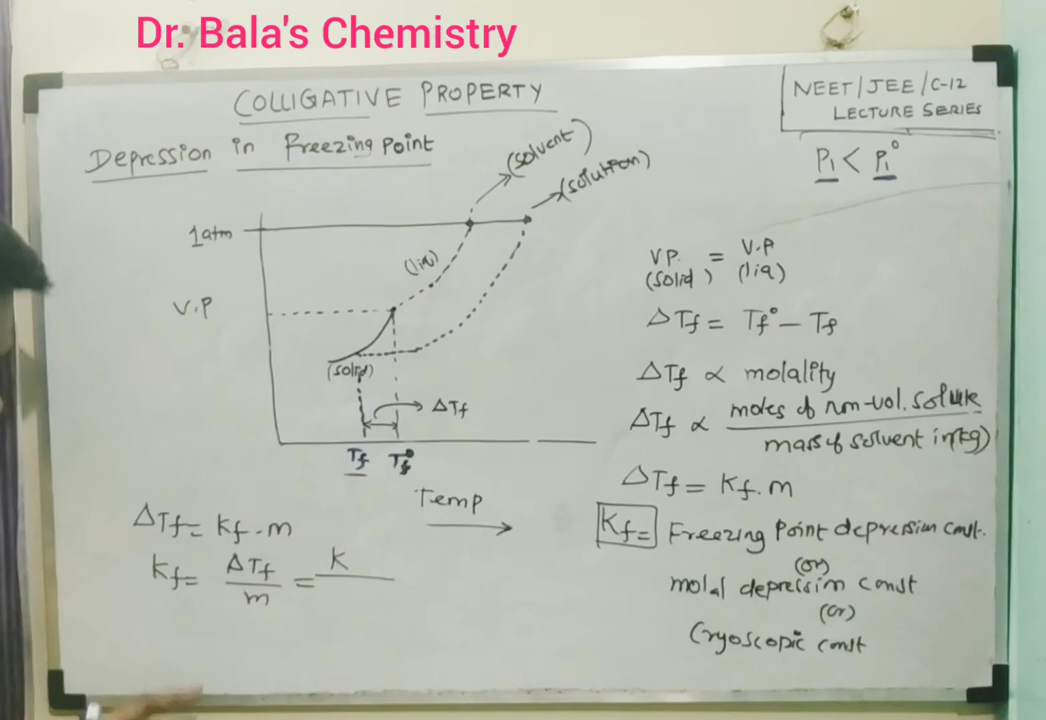 Dr. Bala's Chemistry
COLLIGATIVE PROPERTY
NEET/JEE/C-12
LECTURE SERIES
Depression in Freezing Point
P₁ < P₁°
(solvent)
(solution)
1atm
(liq)
V.P
(solid)
ΔTf
Tf Tf°
Temp
V.P. = V.P
(solid) (liq)
ΔTf = Tf° − Tf
ΔTf ∝ molality
ΔTf ∝ moles of non-vol. solute / mass of solvent in (kg)
ΔTf = Kf . m
Kf = Freezing Point depression const.
(or)
molal depression const
(or)
Cryoscopic const
ΔTf = Kf . m
Kf = ΔTf / m = K